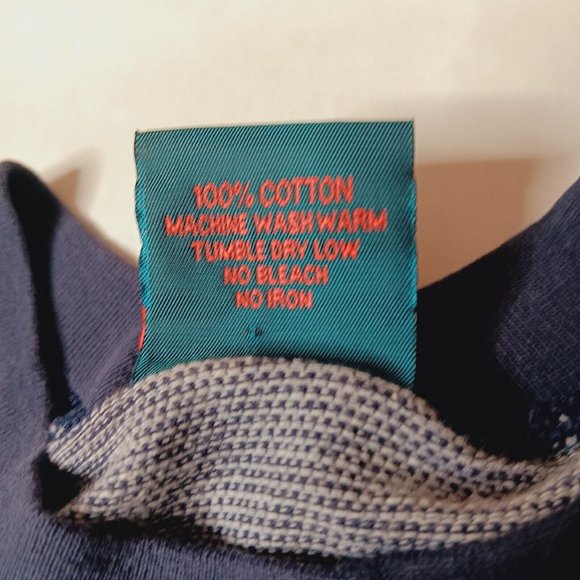 100% COTTON
MACHINE WASH WARM
TUMBLE DRY LOW
NO BLEACH
NO IRON